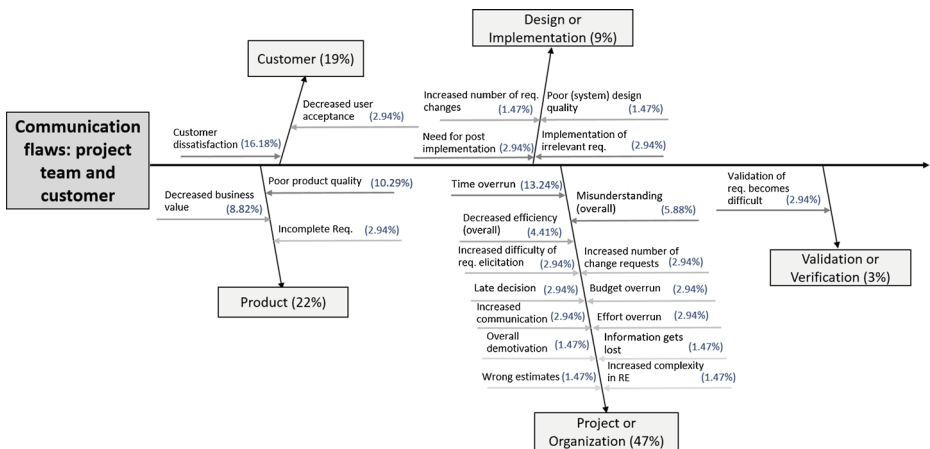 Design or
Implementation (9%)
Customer (19%)
Increased number of req.
changes (1.47%)
Poor (system) design
quality (1.47%)
Decreased user
acceptance (2.94%)
Communication
flaws: project
team and
customer
Customer
dissatisfaction (16.18%)
Need for post
implementation (2.94%)
Implementation of
irrelevant req. (2.94%)
Poor product quality (10.29%)
Decreased business
value (8.82%)
Incomplete Req. (2.94%)
Product (22%)
Time overrun (13.24%)
Misunderstanding
(overall) (5.88%)
Decreased efficiency
(overall) (4.41%)
Increased difficulty of
req. elicitation (2.94%)
Increased number of
change requests (2.94%)
Late decision (2.94%)
Budget overrun (2.94%)
Increased
communication (2.94%)
Effort overrun (2.94%)
Overall
demotivation (1.47%)
Information gets
lost (1.47%)
Wrong estimates (1.47%)
Increased complexity
in RE (1.47%)
Project or
Organization (47%)
Validation of
req. becomes
difficult (2.94%)
Validation or
Verification (3%)